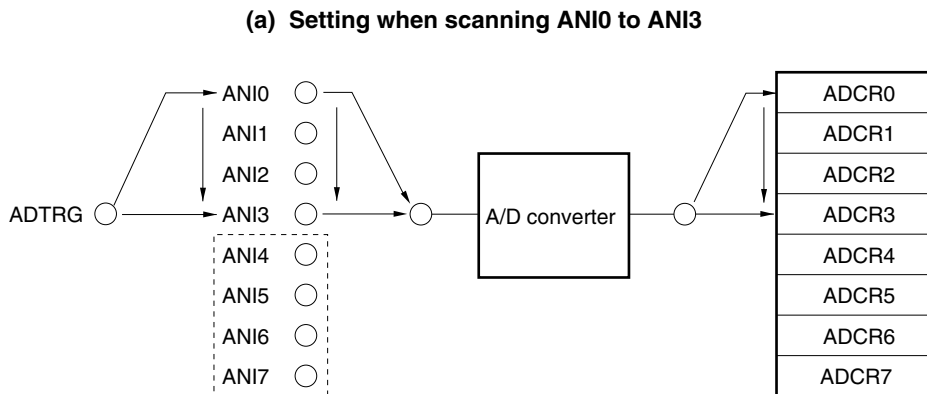 (a) Setting when scanning ANI0 to ANI3
ADTRG
ANI0
ANI1
ANI2
ANI3
ANI4
ANI5
ANI6
ANI7
A/D converter
ADCR0
ADCR1
ADCR2
ADCR3
ADCR4
ADCR5
ADCR6
ADCR7